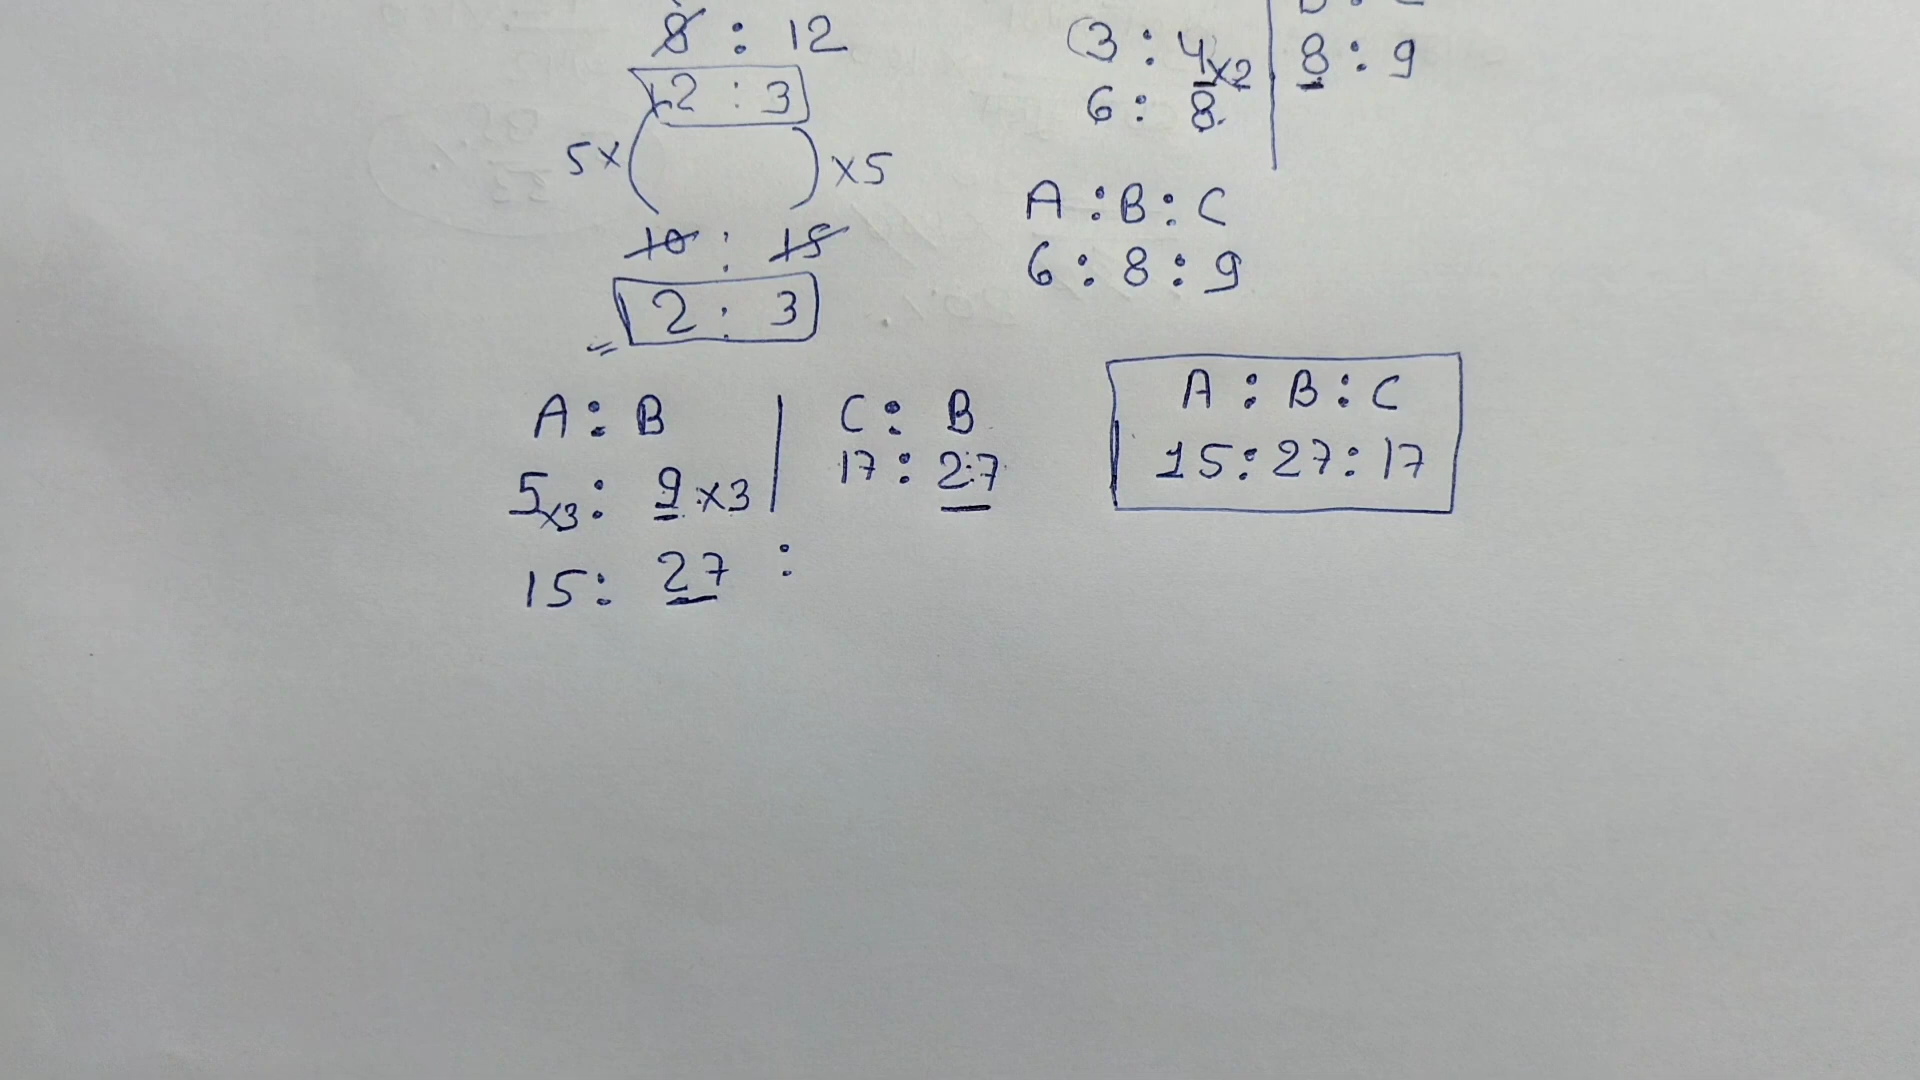 8 : 12
2 : 3
5× ×5
10 : 15
2 : 3
=
3 : 4×2 | 8 : 9
6 : 8
A : B : C
6 : 8 : 9
A : B | C : B
5×3 : 9×3 | 17 : 27
15 : 27 :
A : B : C
15 : 27 : 17